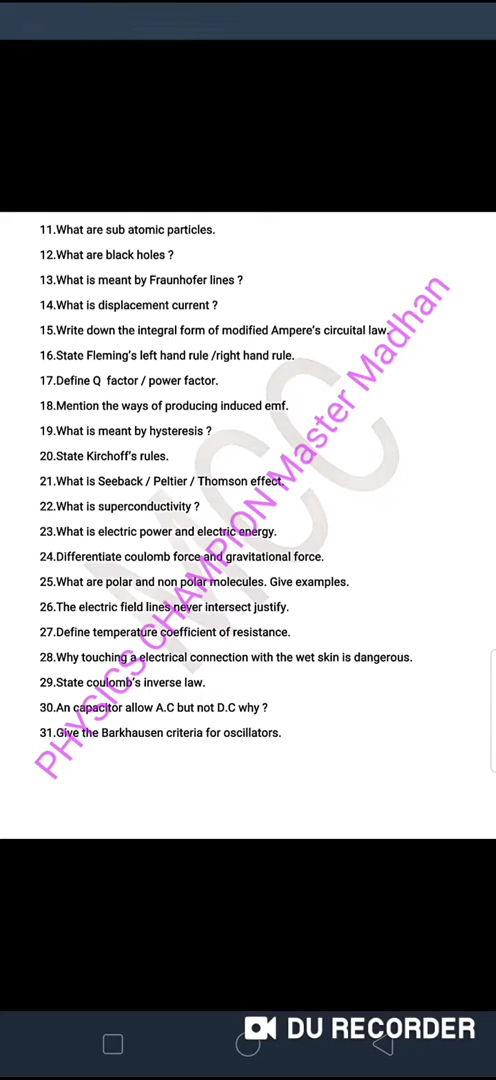 11.What are sub atomic particles.
12.What are black holes ?
13.What is meant by Fraunhofer lines ?
14.What is displacement current ?
15.Write down the integral form of modified Ampere's circuital law.
16.State Fleming's left hand rule /right hand rule.
17.Define Q factor / power factor.
18.Mention the ways of producing induced emf.
19.What is meant by hysteresis ?
20.State Kirchoff's rules.
21.What is Seeback / Peltier / Thomson effect.
22.What is superconductivity ?
23.What is electric power and electric energy.
24.Differentiate coulomb force and gravitational force.
25.What are polar and non polar molecules. Give examples.
26.The electric field lines never intersect justify.
27.Define temperature coefficient of resistance.
28.Why touching a electrical connection with the wet skin is dangerous.
29.State coulomb's inverse law.
30.An capacitor allow A.C but not D.C why ?
31.Give the Barkhausen criteria for oscillators.
PHYSICS CHAMPION Master Madhan
MCC
DU RECORDER